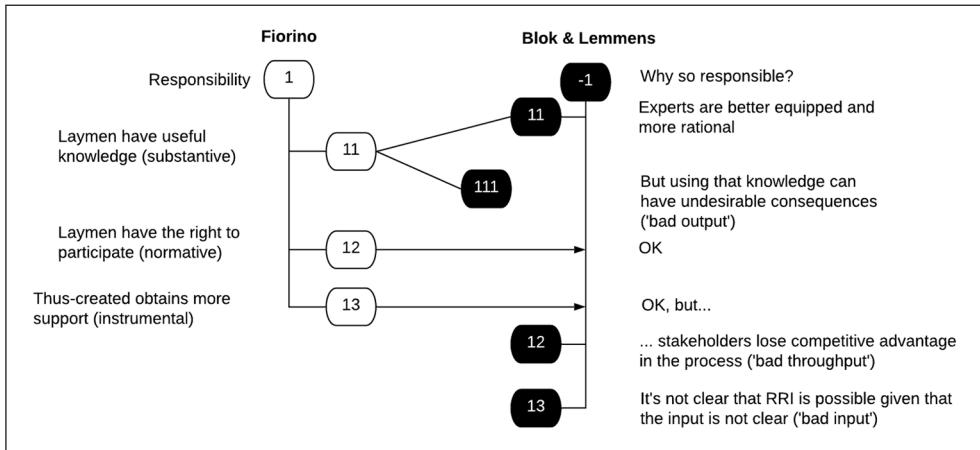 Fiorino
Blok & Lemmens
Responsibility
1
-1
Why so responsible?
11
Experts are better equipped and
more rational
Laymen have useful
knowledge (substantive)
11
111
But using that knowledge can
have undesirable consequences
('bad output')
Laymen have the right to
participate (normative)
12
OK
Thus-created obtains more
support (instrumental)
13
OK, but...
12
... stakeholders lose competitive advantage
in the process ('bad throughput')
13
It's not clear that RRI is possible given that
the input is not clear ('bad input')